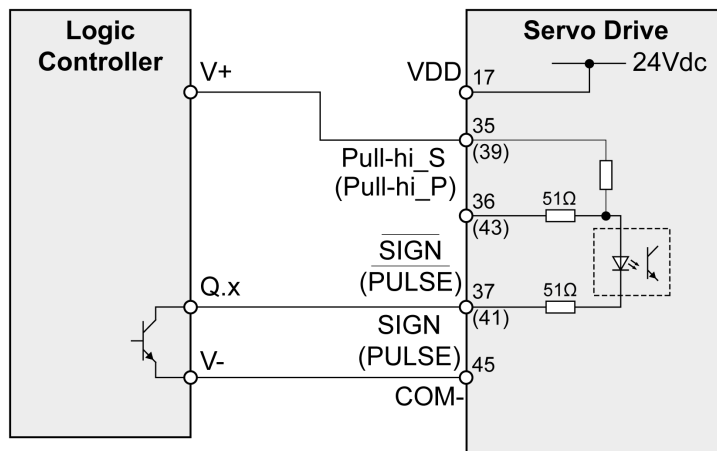 Logic
Controller
Servo Drive
V+
VDD
17
24Vdc
35
(39)
Pull-hi_S
(Pull-hi_P)
36
(43)
51Ω
SIGN
(PULSE)
Q.x
37
(41)
51Ω
SIGN
(PULSE)
V-
45
COM-